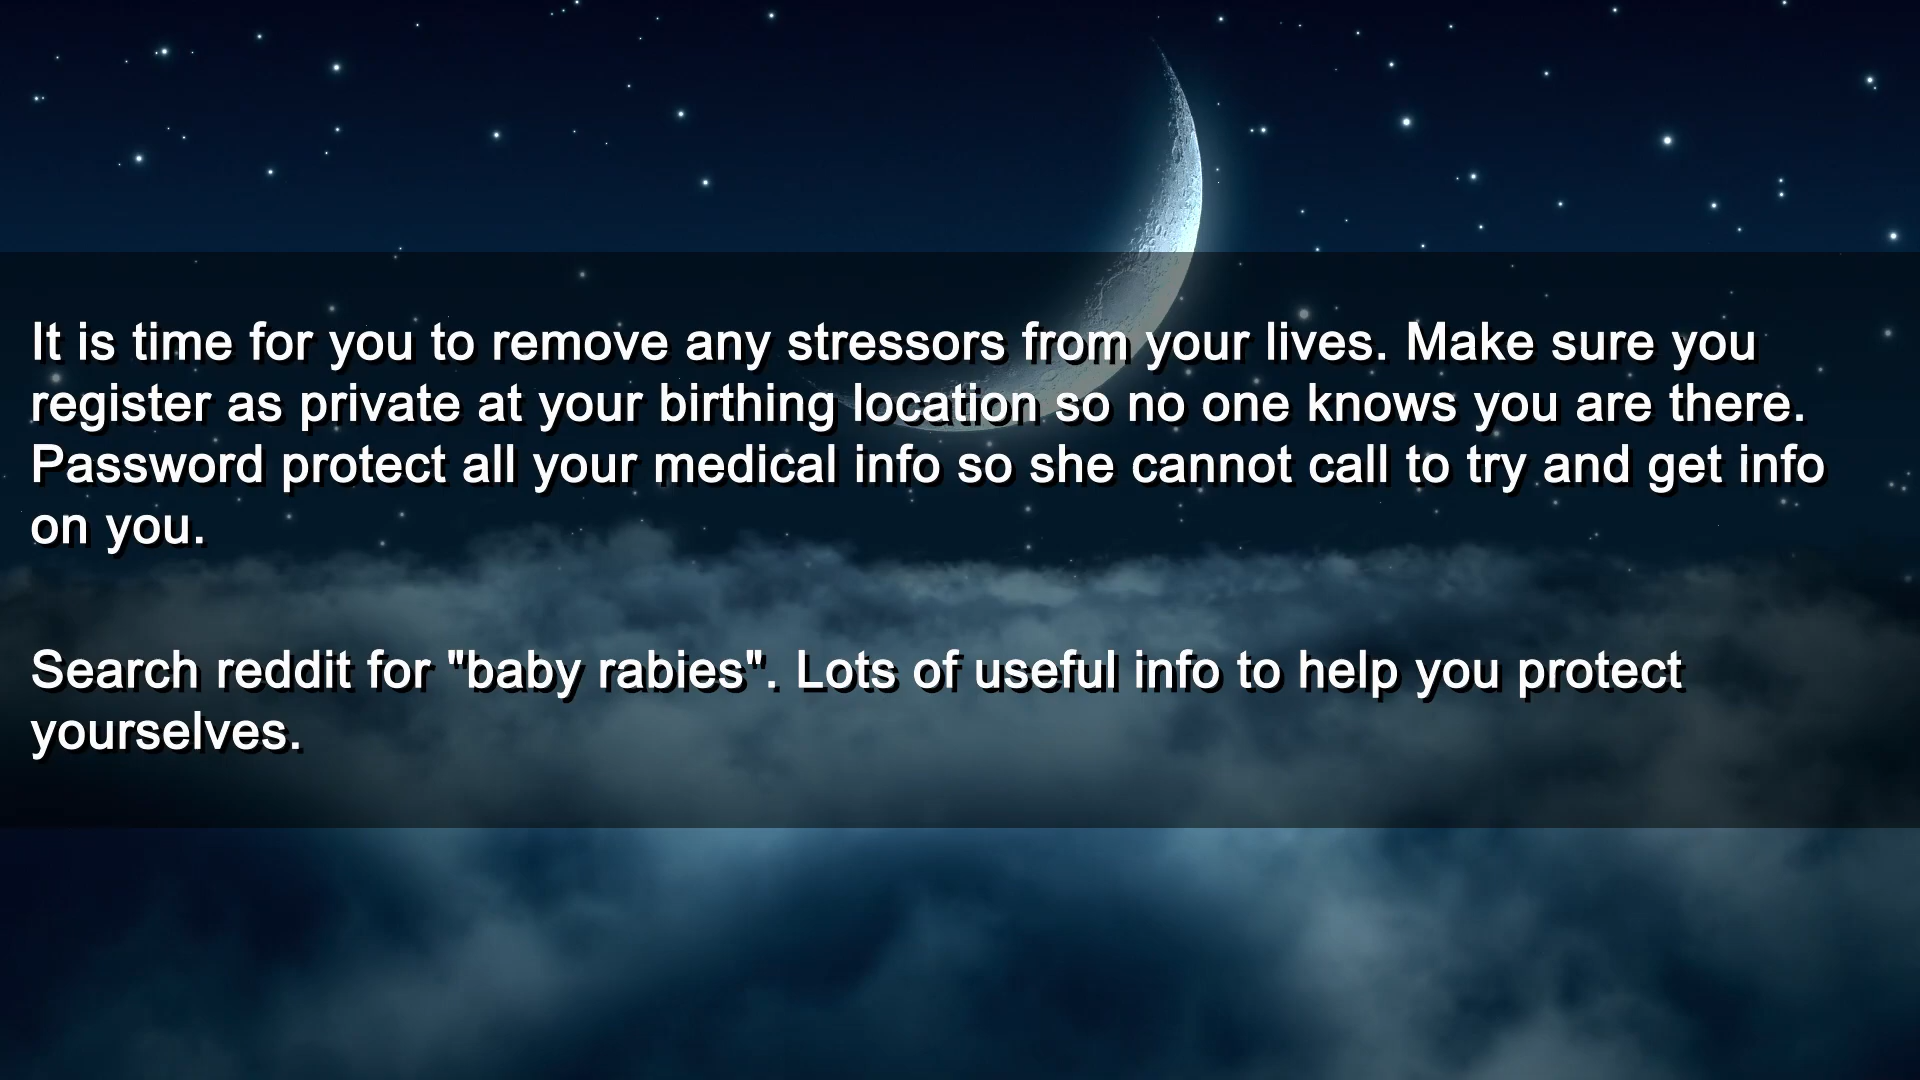 It is time for you to remove any stressors from your lives. Make sure you
register as private at your birthing location so no one knows you are there.
Password protect all your medical info so she cannot call to try and get info
on you.
Search reddit for "baby rabies". Lots of useful info to help you protect
yourselves.